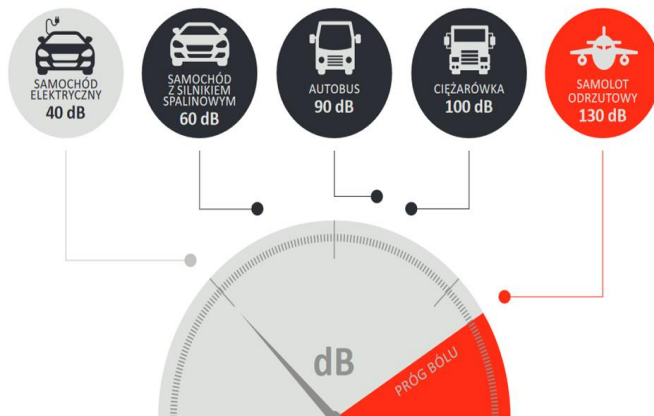 SAMOCHÓD
ELEKTRYCZNY
40 dB
SAMOCHÓD
Z SILNIKIEM
SPALINOWYM
60 dB
AUTOBUS
90 dB
CIĘŻARÓWKA
100 dB
SAMOLOT
ODRZUTOWY
130 dB
dB
PRÓG BÓLU